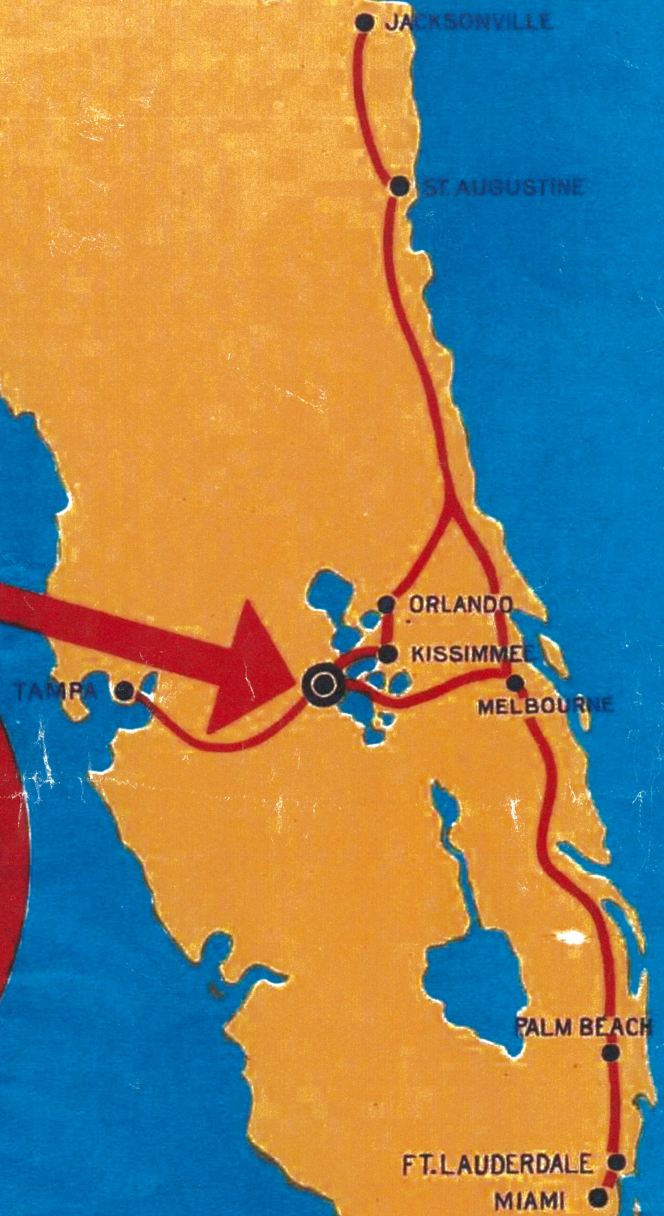 JACKSONVILLE
ST. AUGUSTINE
ORLANDO
KISSIMMEE
TAMPA
MELBOURNE
PALM BEACH
FT. LAUDERDALE
MIAMI